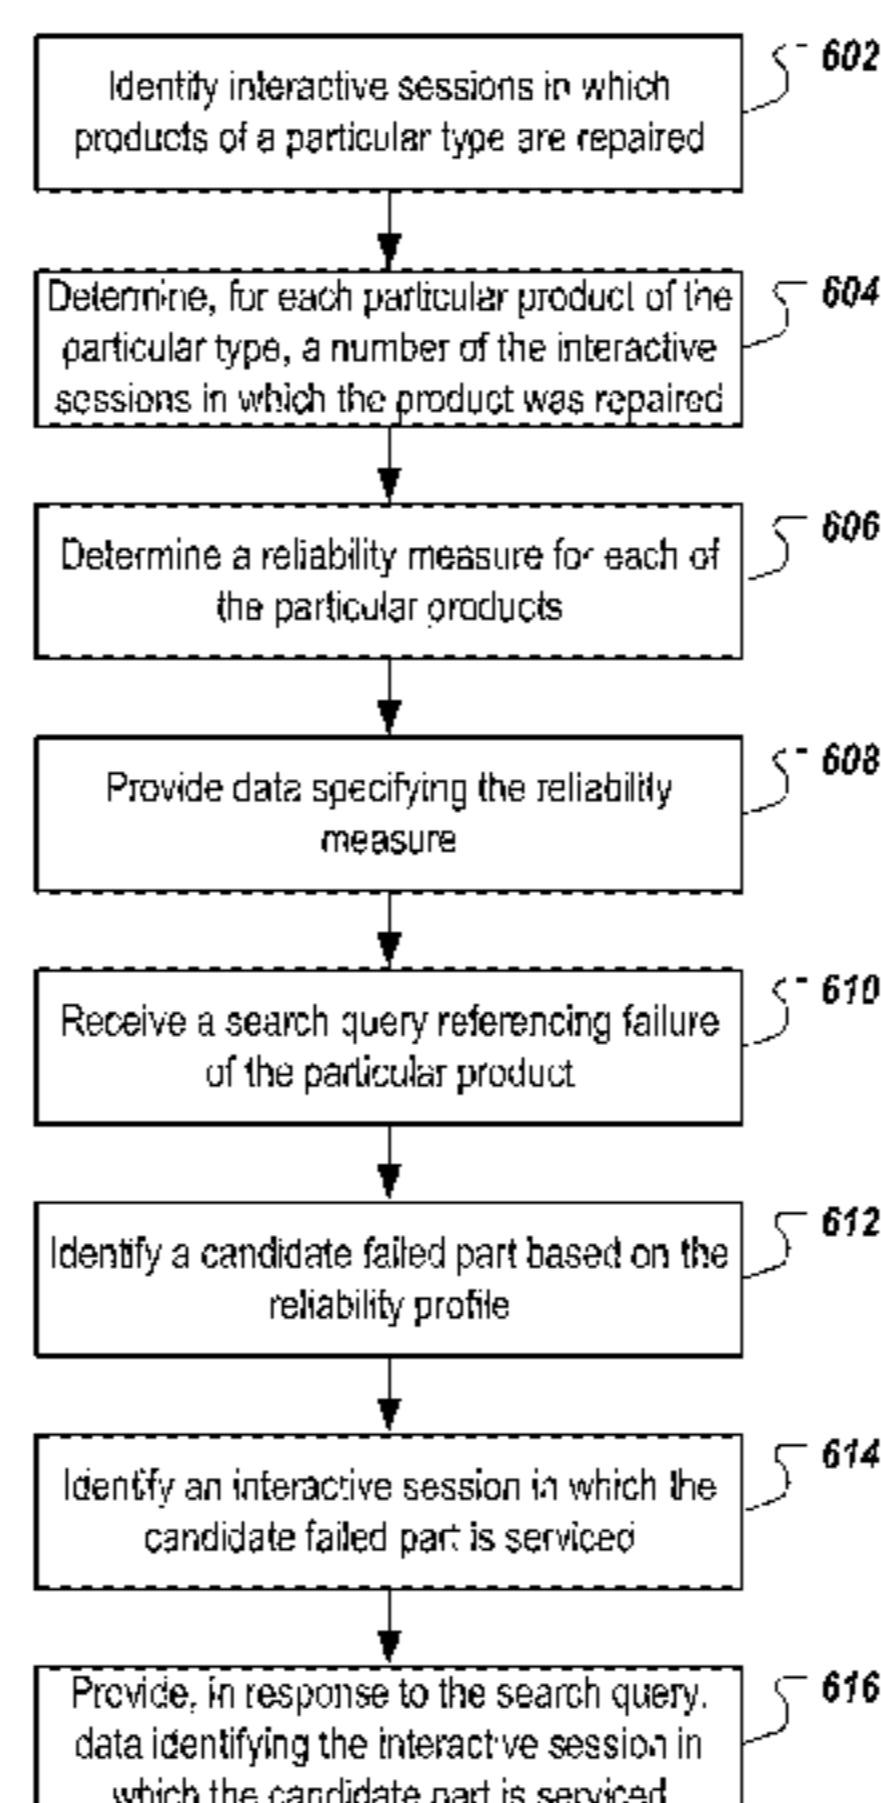 602
Identify interactive sessions in which
products of a particular type are repaired
604
Determine, for each particular product of the
particular type, a number of the interactive
sessions in which the product was repaired
606
Determine a reliability measure for each of
the particular products
608
Provide data specifying the reliability
measure
610
Receive a search query referencing failure
of the particular product
612
Identify a candidate failed part based on the
reliability profile
614
Identify an interactive session in which the
candidate failed part is serviced
616
Provide, in response to the search query,
data identifying the interactive session in
which the candidate part is serviced